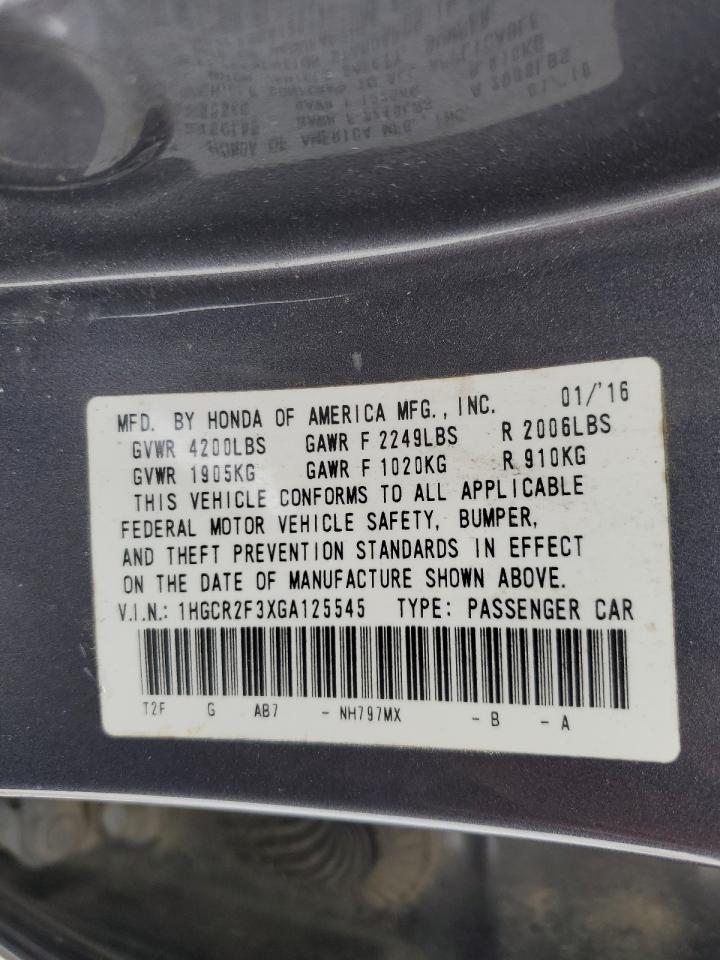 MFD. BY HONDA OF AMERICA MFG., INC. 01/'16
GVWR 4200LBS GAWR F 2249LBS R 2006LBS
GVWR 1905KG GAWR F 1020KG R 910KG
THIS VEHICLE CONFORMS TO ALL APPLICABLE
FEDERAL MOTOR VEHICLE SAFETY, BUMPER,
AND THEFT PREVENTION STANDARDS IN EFFECT
ON THE DATE OF MANUFACTURE SHOWN ABOVE.
V.I.N.: 1HGCR2F3XGA125545 TYPE: PASSENGER CAR
T2F G AB7 - NH797MX - B - A